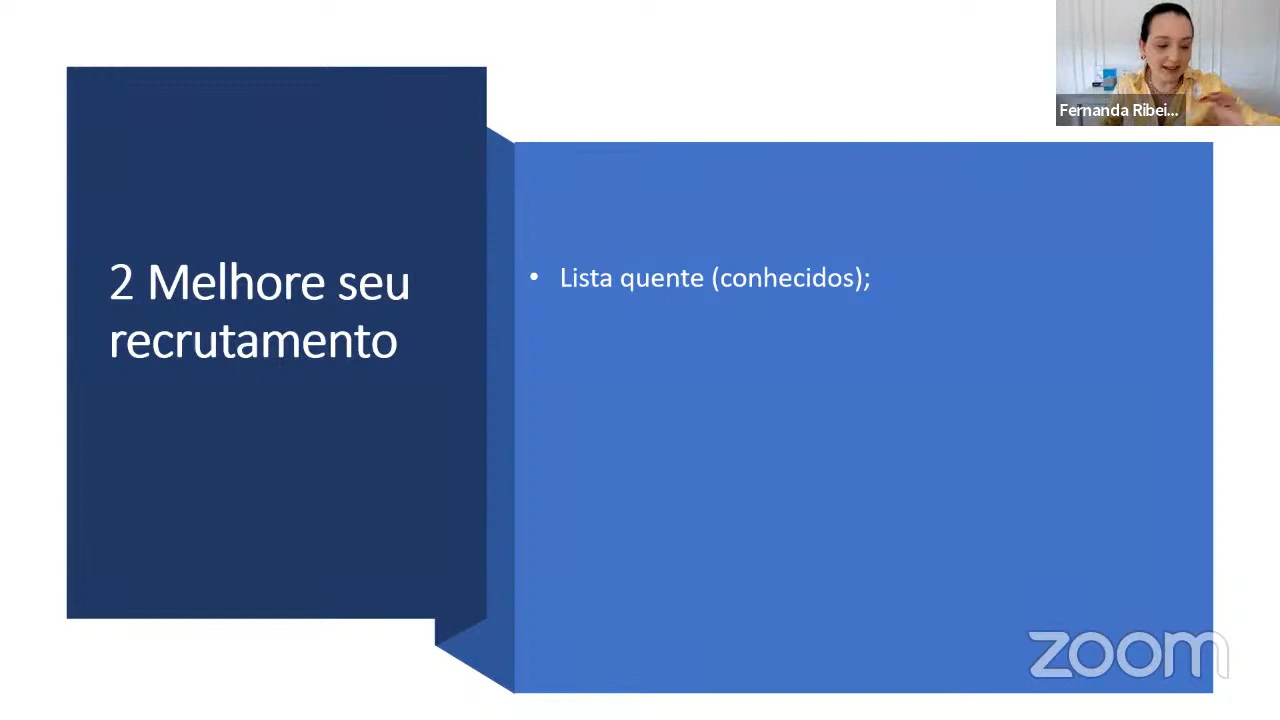 Fernanda Ribei...
2 Melhore seu
recrutamento
• Lista quente (conhecidos);
zoom